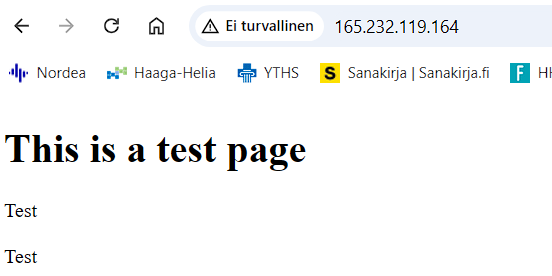 Ei turvallinen 165.232.119.164
Nordea Haaga-Helia YTHS S Sanakirja | Sanakirja.fi F HH
This is a test page
Test
Test